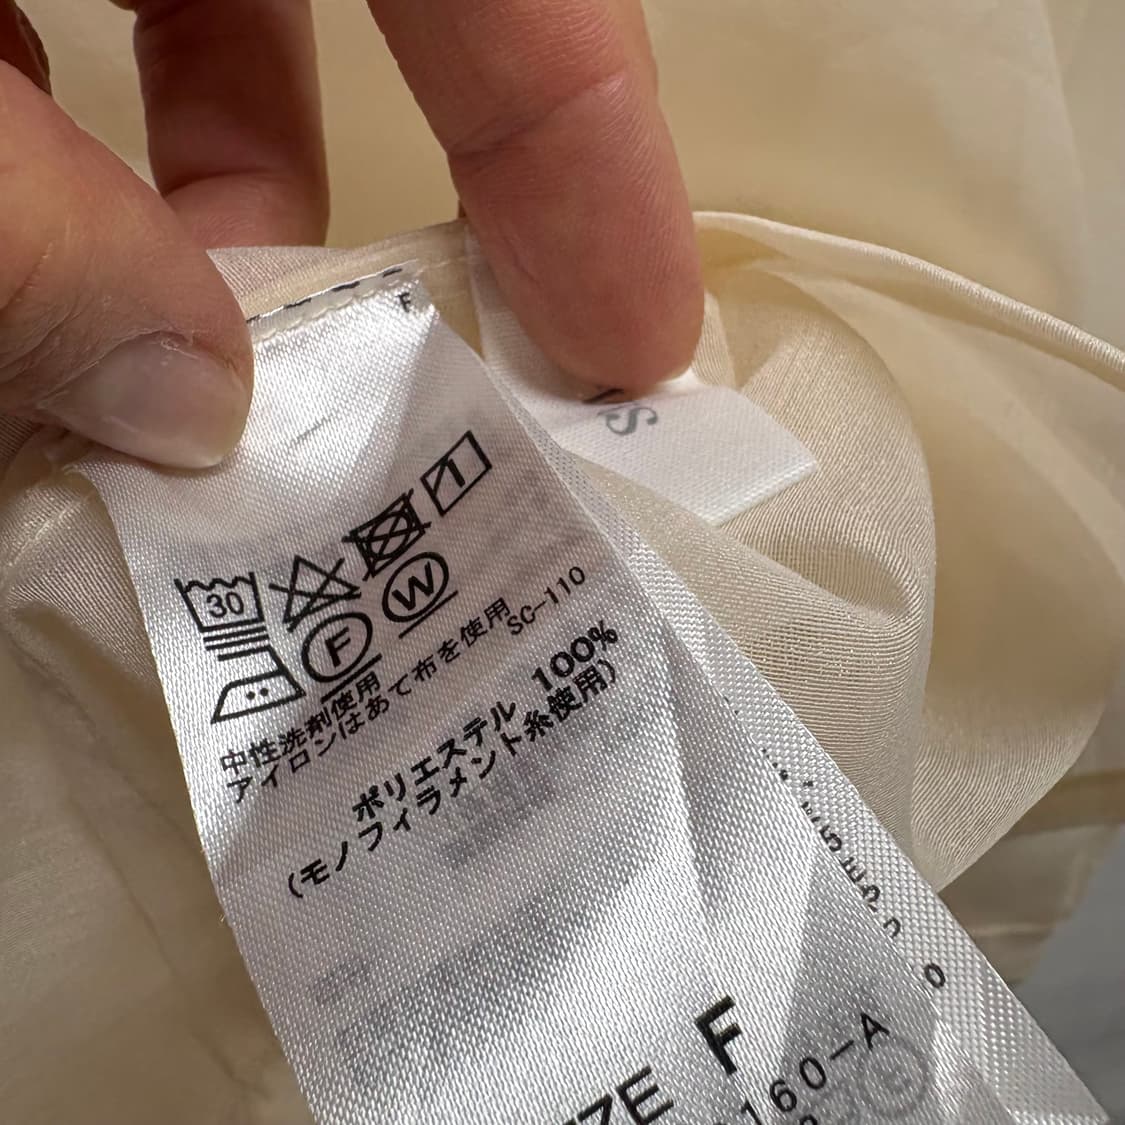 F
S
30
F
W
中性洗剤使用
アイロンはあて布を使用
SC-110
ポリエステル 100%
(モノフィラメント糸使用)
ZE F
160-A
0